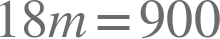 18m = 900